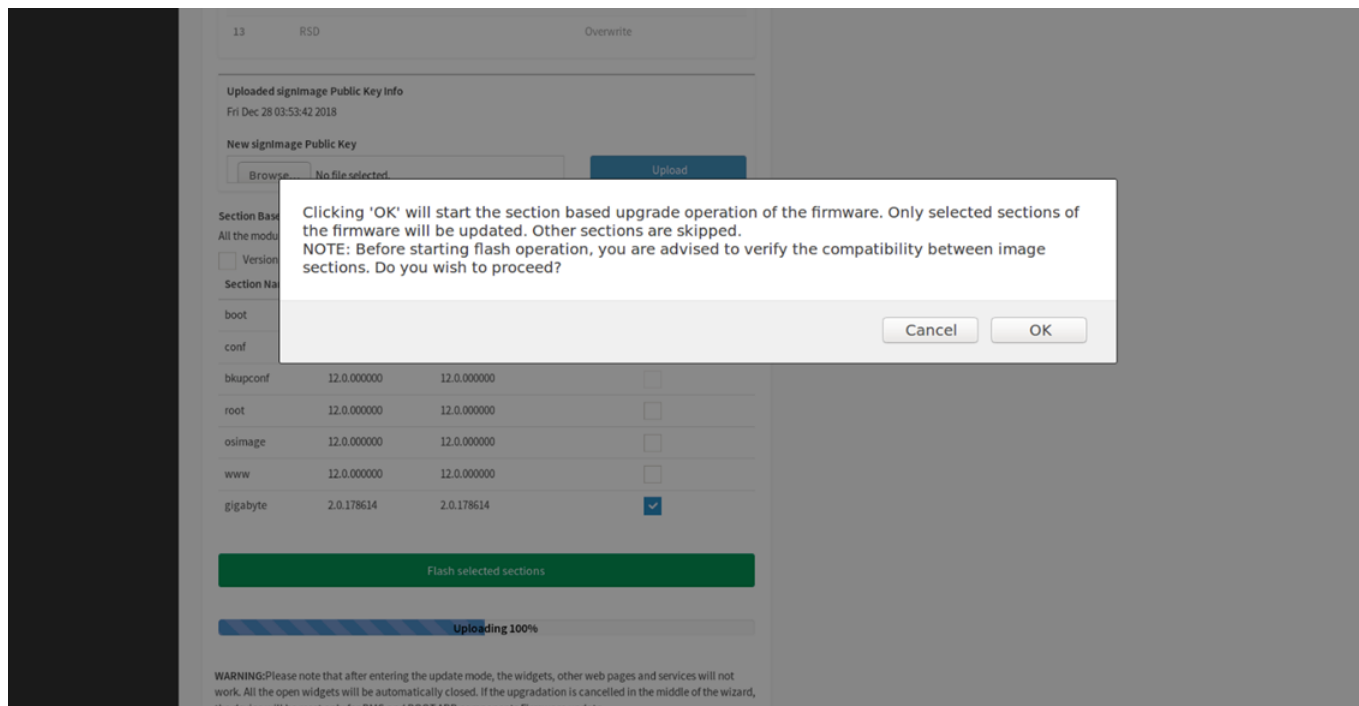 13 RSD Overwrite
Uploaded signImage Public Key Info
Fri Dec 28 03:53:42 2018
New signImage Public Key
Browse... No file selected. Upload
Clicking 'OK' will start the section based upgrade operation of the firmware. Only selected sections of
the firmware will be updated. Other sections are skipped.
NOTE: Before starting flash operation, you are advised to verify the compatibility between image
sections. Do you wish to proceed?
Cancel OK
Section Base
All the modu
Version
Section Na
boot
conf
bkupconf 12.0.000000 12.0.000000
root 12.0.000000 12.0.000000
osimage 12.0.000000 12.0.000000
www 12.0.000000 12.0.000000
gigabyte 2.0.178614 2.0.178614
Flash selected sections
Uploading 100%
WARNING:Please note that after entering the update mode, the widgets, other web pages and services will not
work. All the open widgets will be automatically closed. If the upgradation is cancelled in the middle of the wizard,